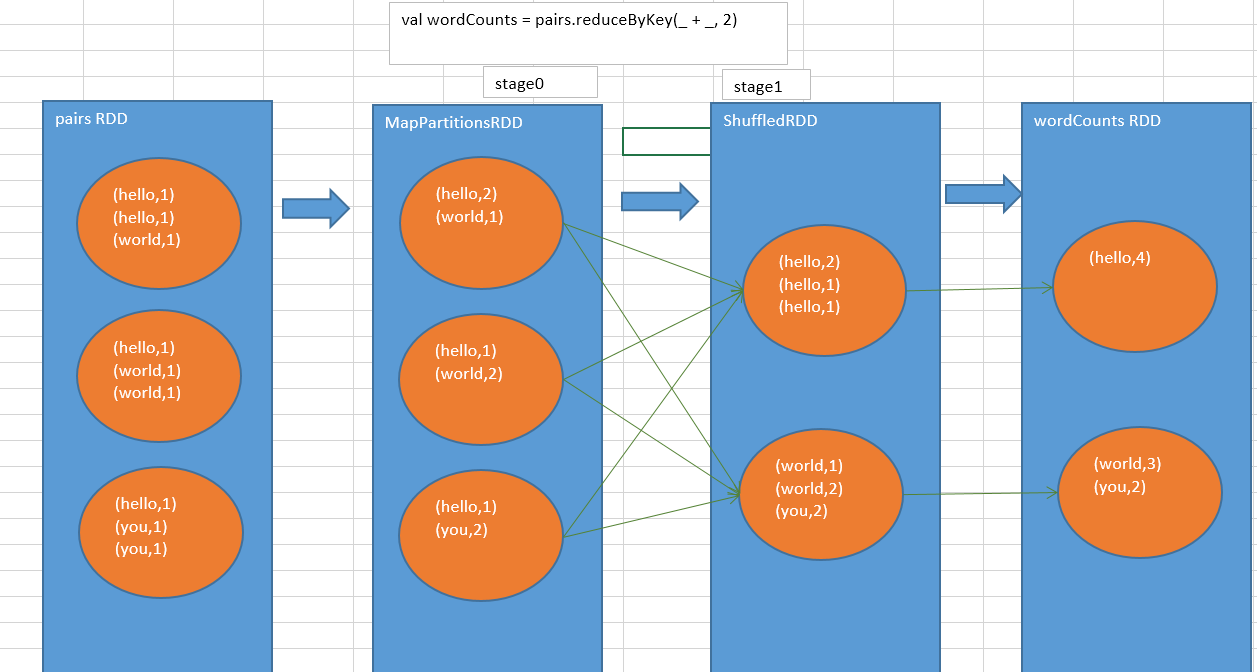 val wordCounts = pairs.reduceByKey(_ + _, 2)
stage0
stage1
pairs RDD
(hello,1)
(hello,1)
(world,1)
(hello,1)
(world,1)
(world,1)
(hello,1)
(you,1)
(you,1)
MapPartitionsRDD
(hello,2)
(world,1)
(hello,1)
(world,2)
(hello,1)
(you,2)
ShuffledRDD
(hello,2)
(hello,1)
(hello,1)
(world,1)
(world,2)
(you,2)
wordCounts RDD
(hello,4)
(world,3)
(you,2)